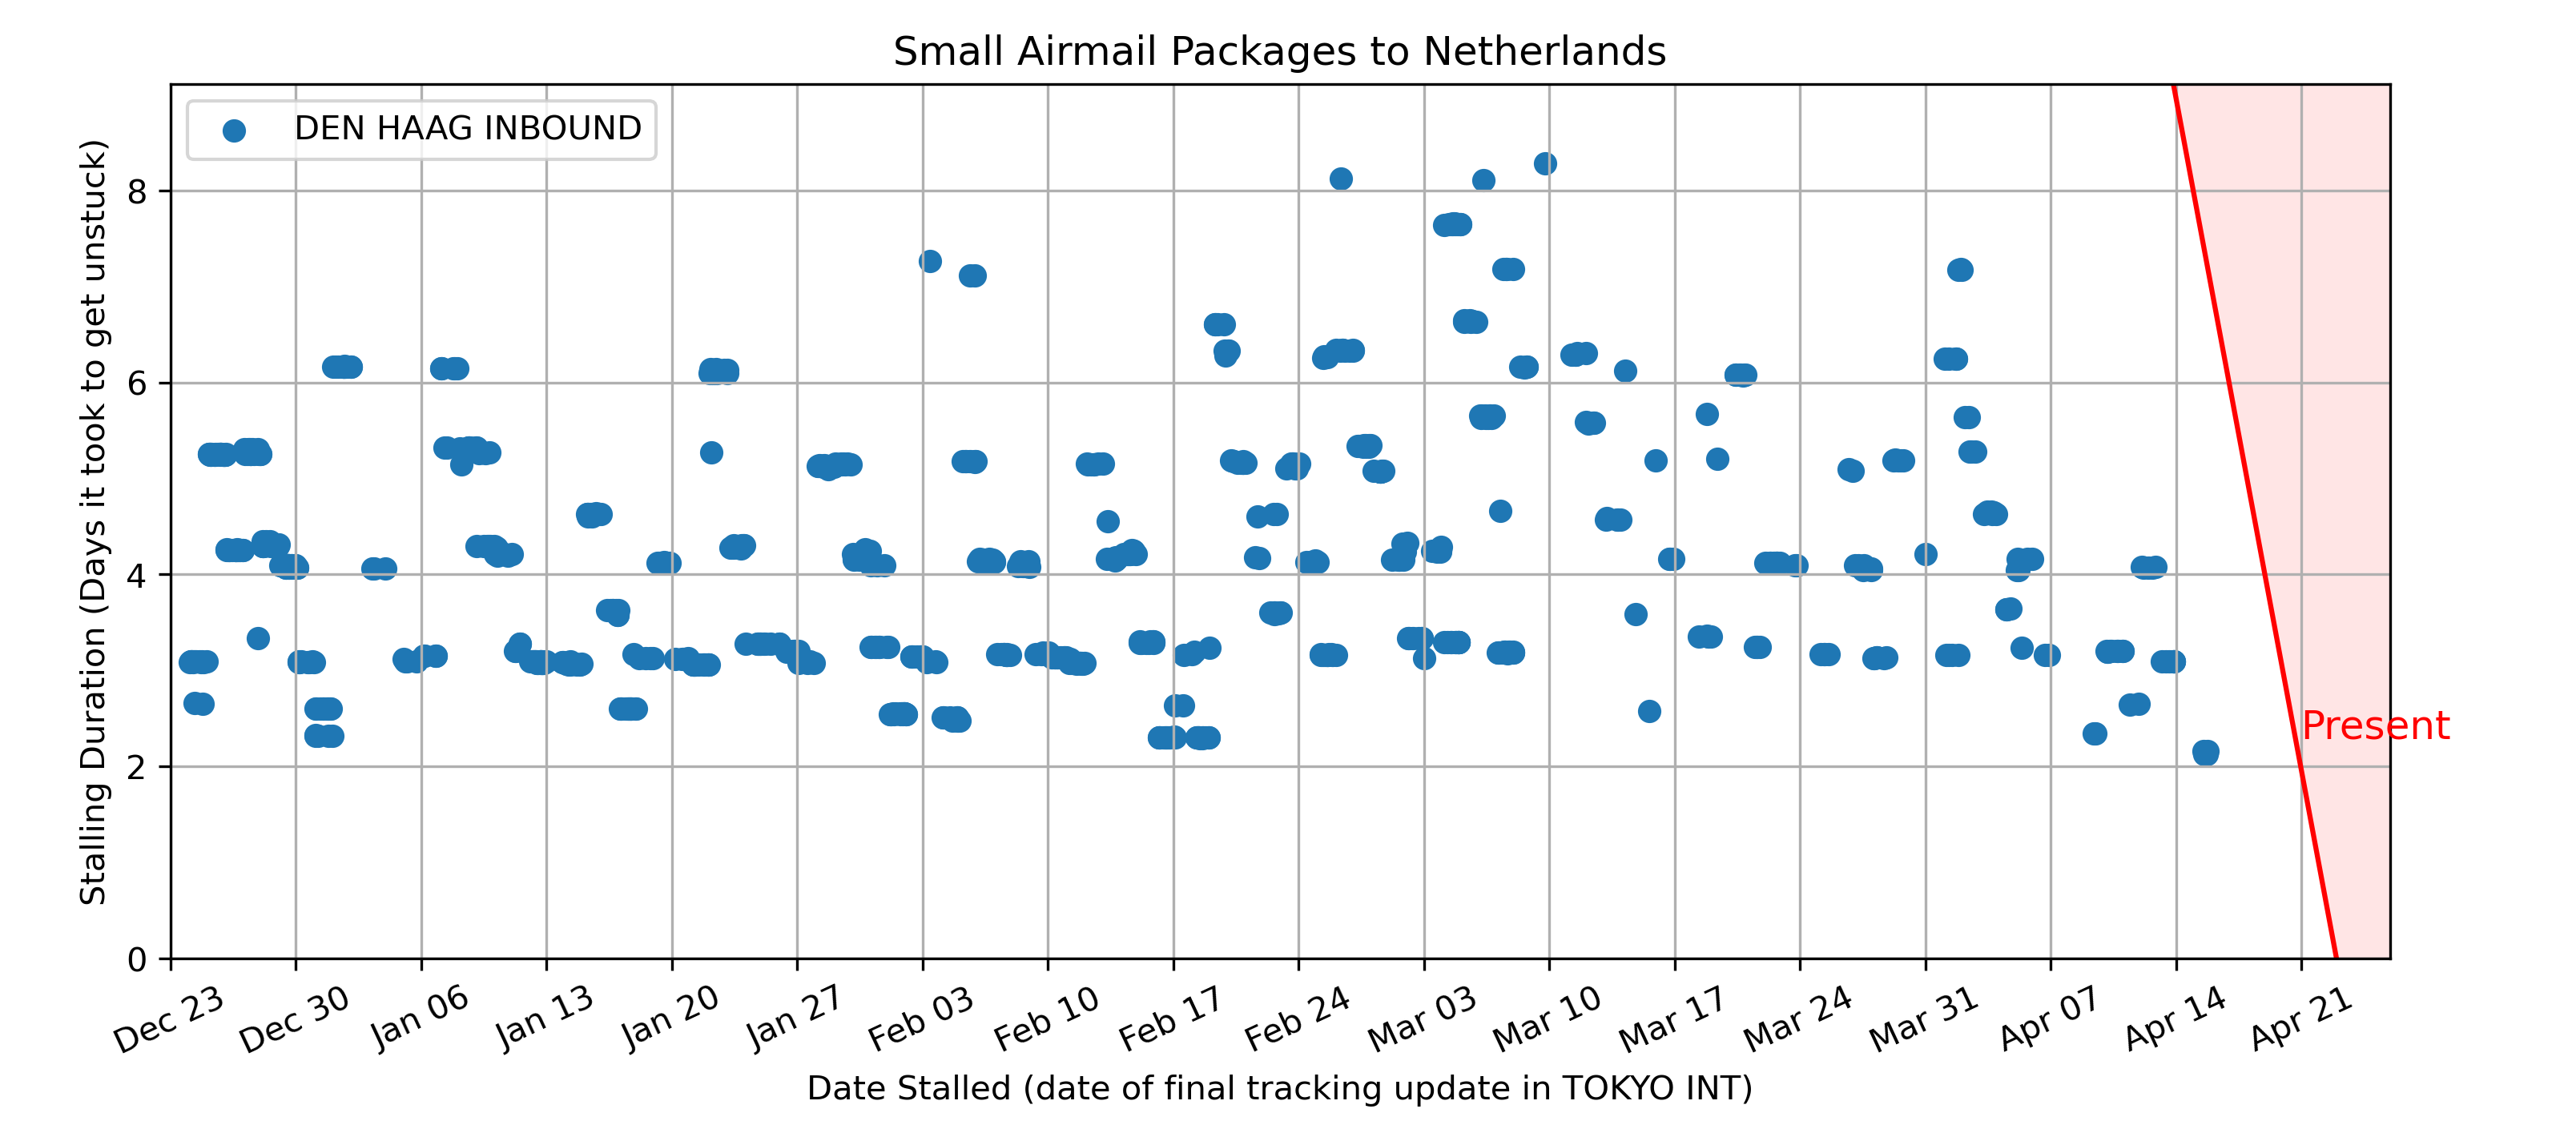 Small Airmail Packages to Netherlands
DEN HAAG INBOUND
Stalling Duration (Days it took to get unstuck)
8
6
4
2
0
Present
Dec 23 Dec 30 Jan 06 Jan 13 Jan 20 Jan 27 Feb 03 Feb 10 Feb 17 Feb 24 Mar 03 Mar 10 Mar 17 Mar 24 Mar 31 Apr 07 Apr 14 Apr 21
Date Stalled (date of final tracking update in TOKYO INT)